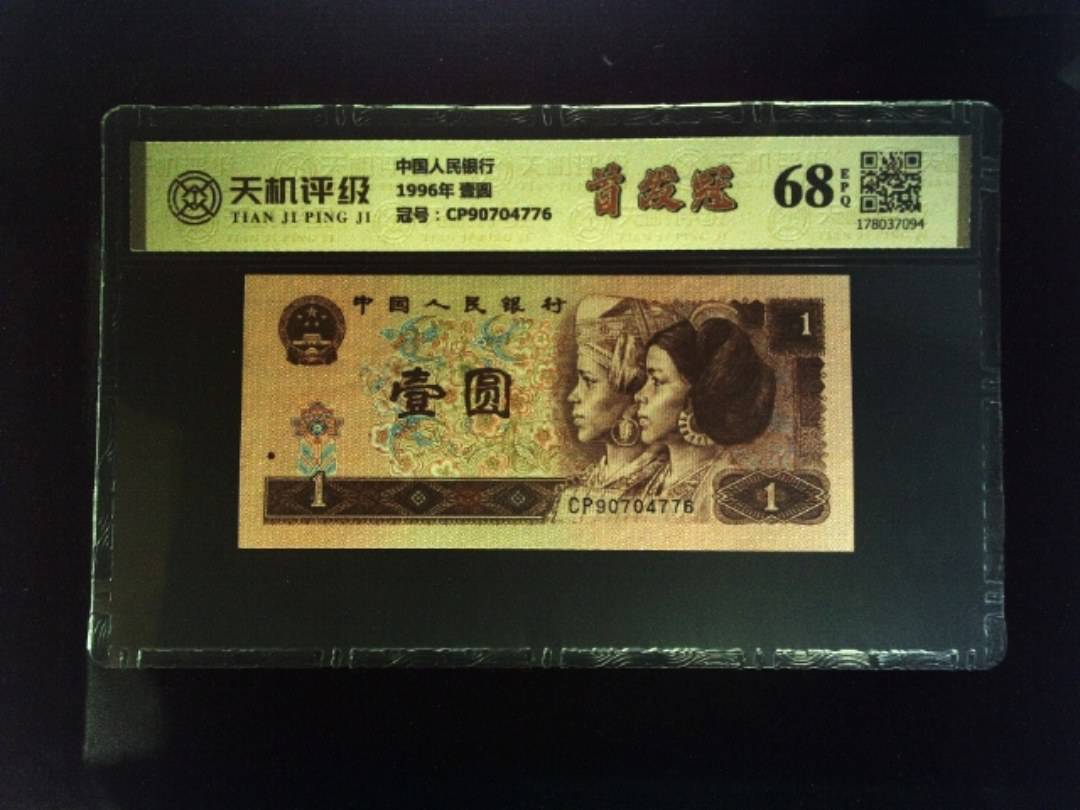 天机评级
TIAN JI PING JI
中国人民银行
1996年 壹圆
冠号：CP90704776
首发冠
68
EPQ
178037094
中国人民银行
1
壹圆
1
CP90704776
1